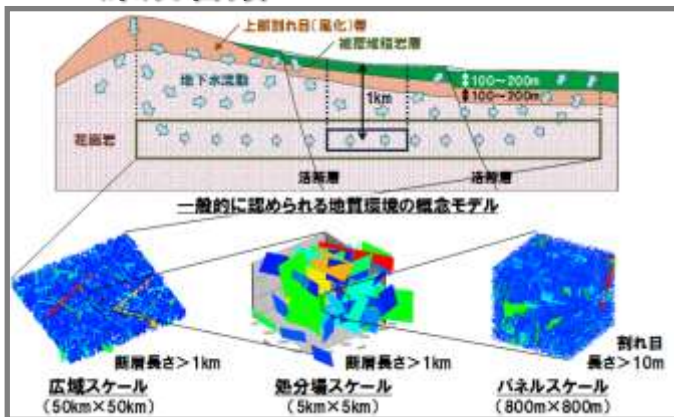 上部割れ目(風化)帯
被覆堆積岩層
地下水流動
100～200m
100～200m
1km
花崗岩
活断層
活断層
一般的に認められる地質環境の概念モデル
断層長さ>1km
断層長さ>1km
割れ目
長さ>10m
広域スケール
(50km×50km)
処分場スケール
(5km×5km)
パネルスケール
(800m×800m)